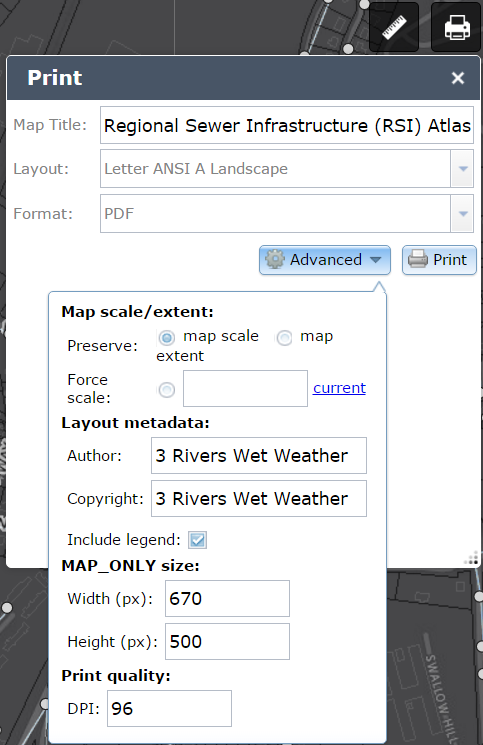 Print
Map Title: Regional Sewer Infrastructure (RSI) Atlas
Layout: Letter ANSI A Landscape
Format: PDF
Advanced Print
Map scale/extent:
Preserve: map scale map
extent
Force
scale: current
Layout metadata:
Author: 3 Rivers Wet Weather
Copyright: 3 Rivers Wet Weather
Include legend:
MAP_ONLY size:
Width (px): 670
Height (px): 500
Print quality:
DPI: 96
SWALLOW HILL